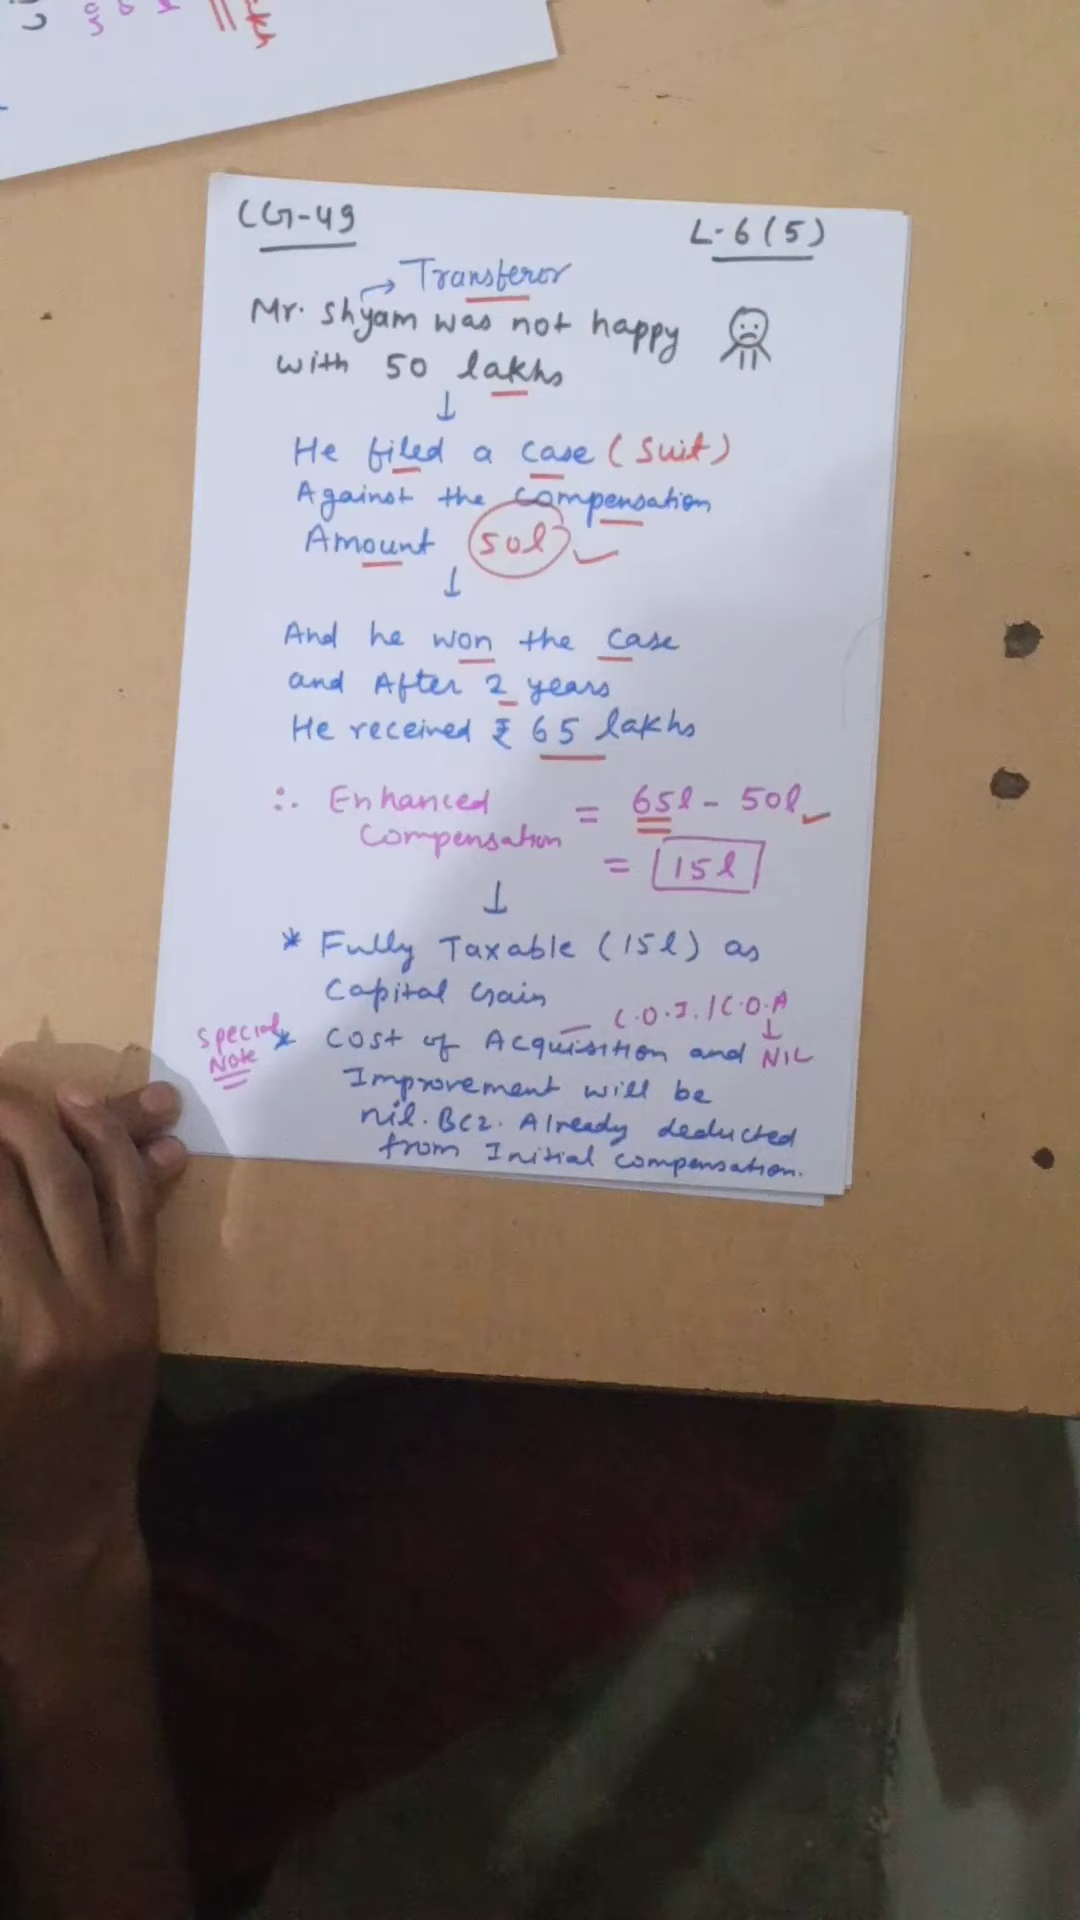 CG-49
L-6(5)
→ Transferor
Mr. Shyam was not happy
with 50 lakhs
↓
He filed a case (Suit)
Against the compensation
Amount 50l ✓
↓
And he won the case
and After 2 years
He received ₹ 65 lakhs
∴ Enhanced Compensation = 65l - 50l ✓
= 15l
↓
* Fully Taxable (15l) as
Capital Gain
C.O.I./C.O.A
↓
NIL
Special
Note
* Cost of Acquisition and
Improvement will be
nil. Bcz. Already deducted
from Initial compensation.